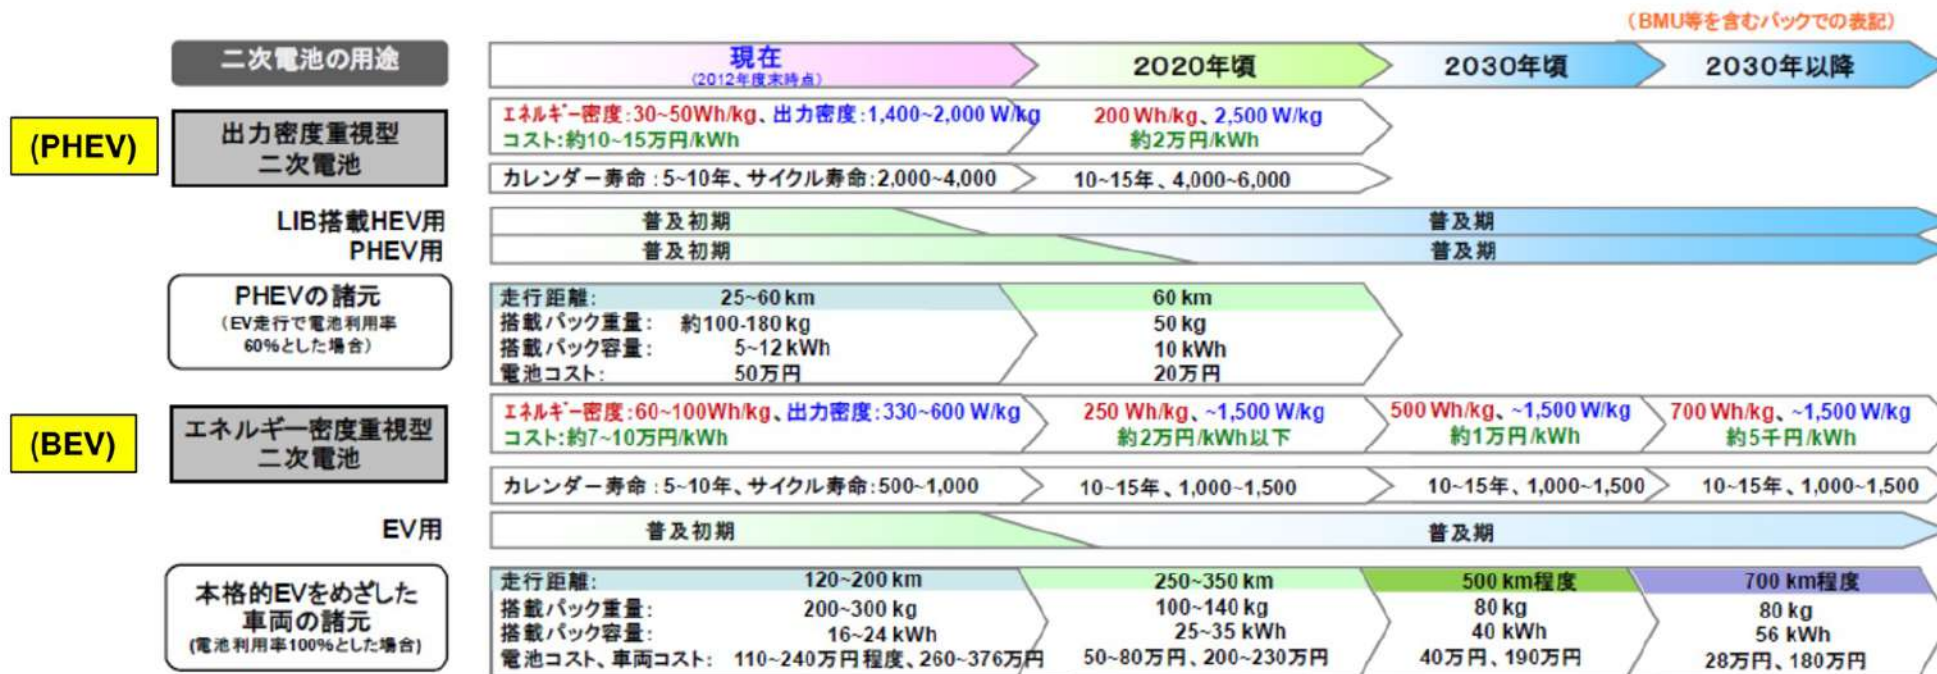 （BMU等を含むパックでの表記）
二次電池の用途
現在
（2012年度末時点）
2020年頃
2030年頃
2030年以降
(PHEV)
出力密度重視型
二次電池
エネルギー密度:30~50Wh/kg、出力密度:1,400~2,000 W/kg
コスト:約10~15万円/kWh
200 Wh/kg、2,500 W/kg
約2万円/kWh
カレンダー寿命：5~10年、サイクル寿命:2,000~4,000
10~15年、4,000~6,000
LIB搭載HEV用
普及初期
普及期
PHEV用
普及初期
普及期
PHEVの諸元
（EV走行で電池利用率
60%とした場合）
走行距離: 25~60 km 60 km
搭載パック重量: 約100-180 kg 50 kg
搭載パック容量: 5~12 kWh 10 kWh
電池コスト: 50万円 20万円
(BEV)
エネルギー密度重視型
二次電池
エネルギー密度:60~100Wh/kg、出力密度:330~600 W/kg
コスト:約7~10万円/kWh
250 Wh/kg、~1,500 W/kg
約2万円/kWh以下
500 Wh/kg、~1,500 W/kg
約1万円/kWh
700 Wh/kg、~1,500 W/kg
約5千円/kWh
カレンダー寿命：5~10年、サイクル寿命:500~1,000
10~15年、1,000~1,500
10~15年、1,000~1,500
10~15年、1,000~1,500
EV用
普及初期
普及期
本格的EVをめざした
車両の諸元
(電池利用率100%とした場合)
走行距離: 120~200 km 250~350 km 500 km程度 700 km程度
搭載パック重量: 200~300 kg 100~140 kg 80 kg 80 kg
搭載パック容量: 16~24 kWh 25~35 kWh 40 kWh 56 kWh
電池コスト、車両コスト: 110~240万円程度、260~376万円 50~80万円、200~230万円 40万円、190万円 28万円、180万円